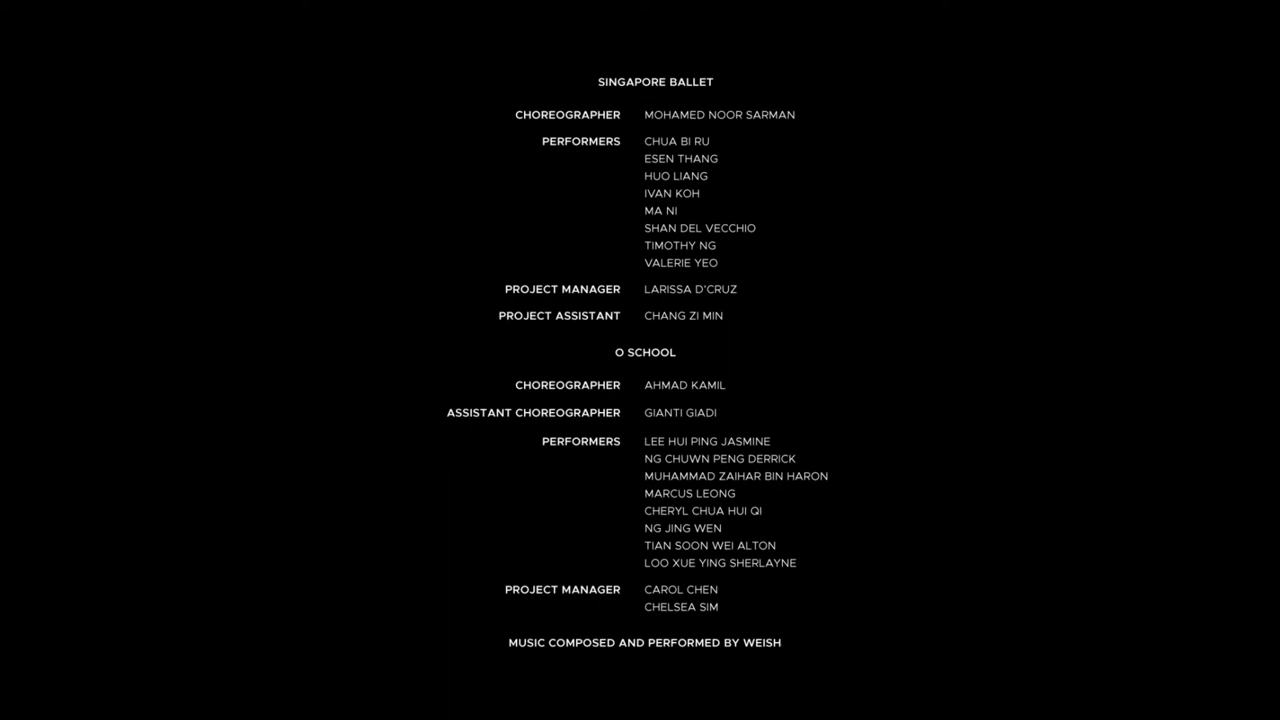 SINGAPORE BALLET
CHOREOGRAPHER MOHAMED NOOR SARMAN
PERFORMERS CHUA BI RU
ESEN THANG
HUO LIANG
IVAN KOH
MA NI
SHAN DEL VECCHIO
TIMOTHY NG
VALERIE YEO
PROJECT MANAGER LARISSA D'CRUZ
PROJECT ASSISTANT CHANG ZI MIN
O SCHOOL
CHOREOGRAPHER AHMAD KAMIL
ASSISTANT CHOREOGRAPHER GIANTI GIADI
PERFORMERS LEE HUI PING JASMINE
NG CHUWN PENG DERRICK
MUHAMMAD ZAIHAR BIN HARON
MARCUS LEONG
CHERYL CHUA HUI QI
NG JING WEN
TIAN SOON WEI ALTON
LOO XUE YING SHERLAYNE
PROJECT MANAGER CAROL CHEN
CHELSEA SIM
MUSIC COMPOSED AND PERFORMED BY WEISH